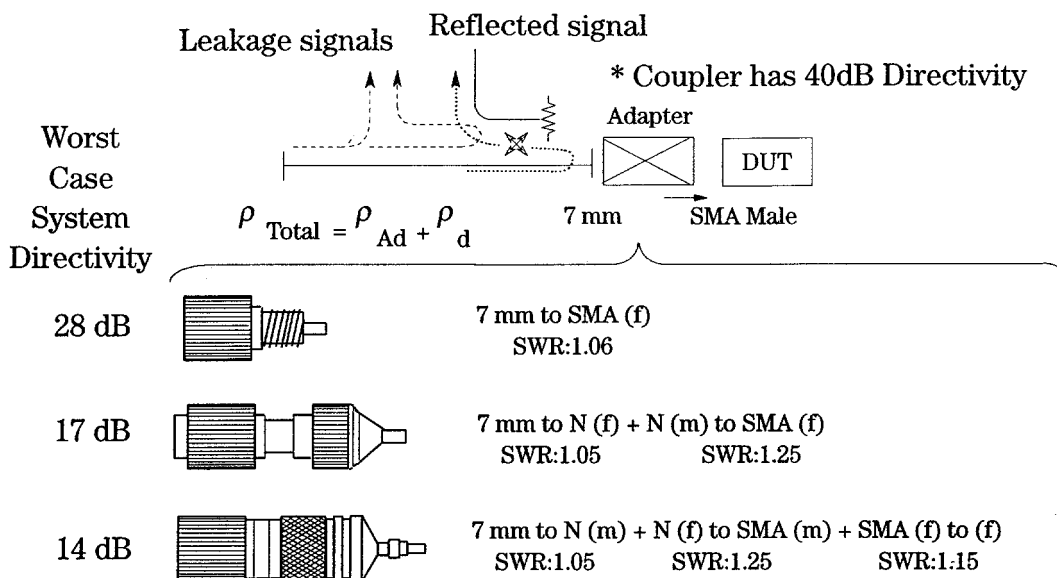 Leakage signals
Reflected signal
* Coupler has 40dB Directivity
Adapter
DUT
7 mm
SMA Male
Worst
Case
System
Directivity
ρ Total = ρ Ad + ρ d
28 dB
7 mm to SMA (f)
SWR:1.06
17 dB
7 mm to N (f) + N (m) to SMA (f)
SWR:1.05 SWR:1.25
14 dB
7 mm to N (m) + N (f) to SMA (m) + SMA (f) to (f)
SWR:1.05 SWR:1.25 SWR:1.15